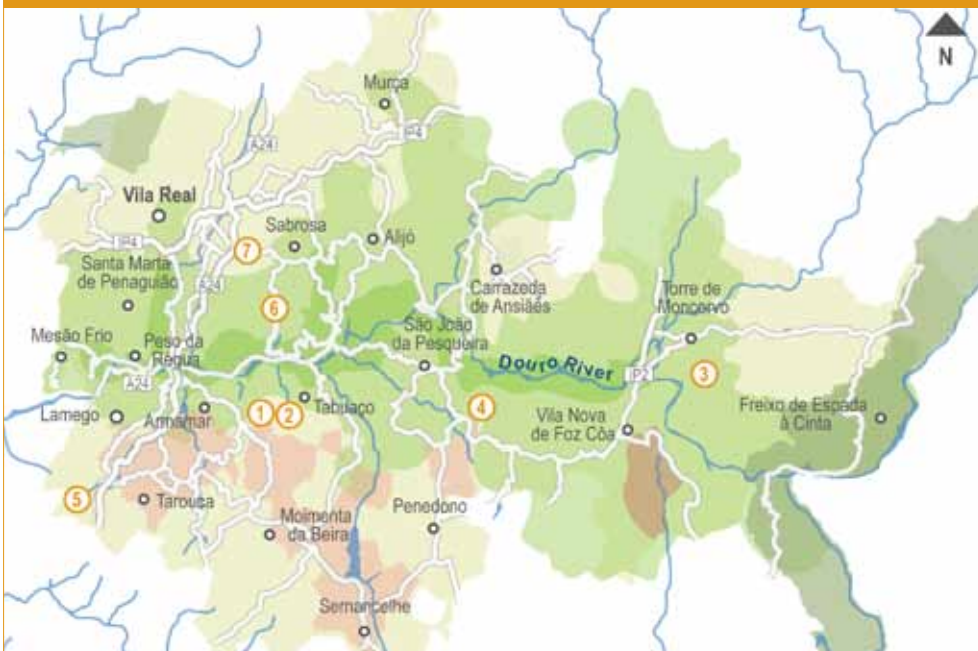 N
Murça
IP4
A24
Vila Real
Sabrosa
Alijó
7
IP4
Santa Marta
de Penaguião
A24
Carrazeda
de Ansiães
Torre de
Moncorvo
6
Mesão Frio
Peso da
Régua
São João
da Pesqueira
Douro River
IP2
3
A24
Lamego
Armamar
1
2
Tabuaço
4
Vila Nova
de Foz Côa
Freixo de Espada
à Cinta
5
Tarouca
Moimenta
da Beira
Penedono
Sernancelhe